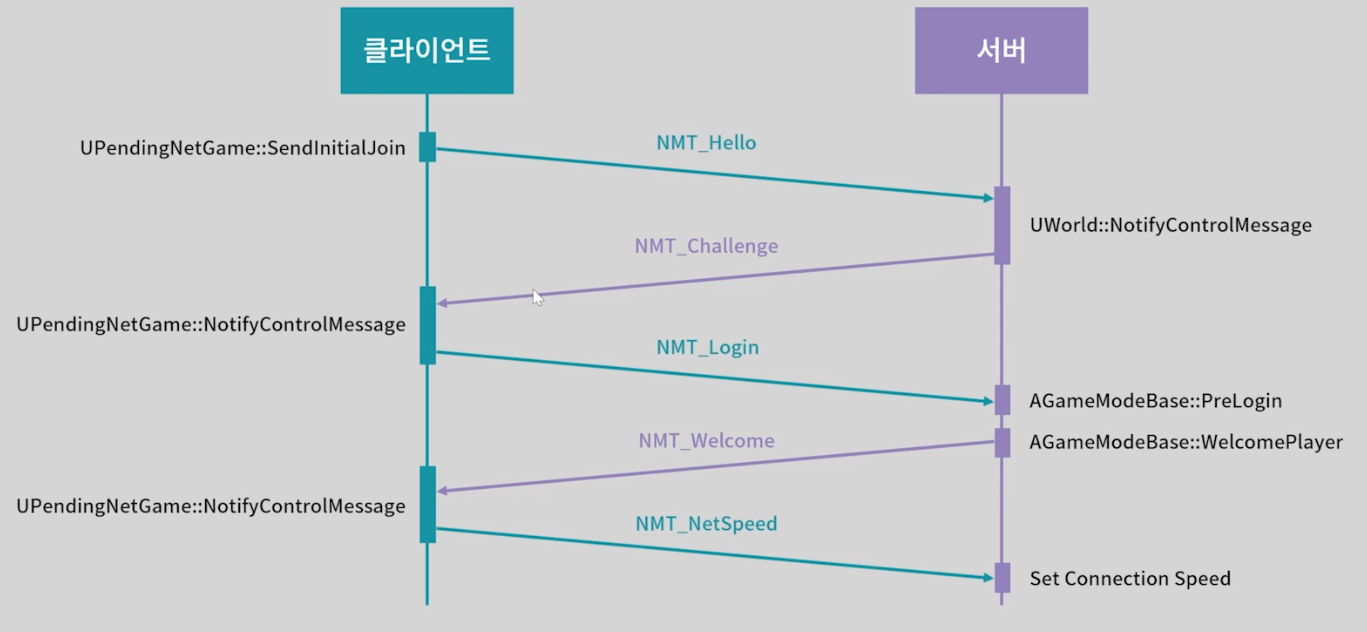 클라이언트
서버
UPendingNetGame::SendInitialJoin
NMT_Hello
UWorld::NotifyControlMessage
NMT_Challenge
UPendingNetGame::NotifyControlMessage
NMT_Login
AGameModeBase::PreLogin
NMT_Welcome
AGameModeBase::WelcomePlayer
UPendingNetGame::NotifyControlMessage
NMT_NetSpeed
Set Connection Speed